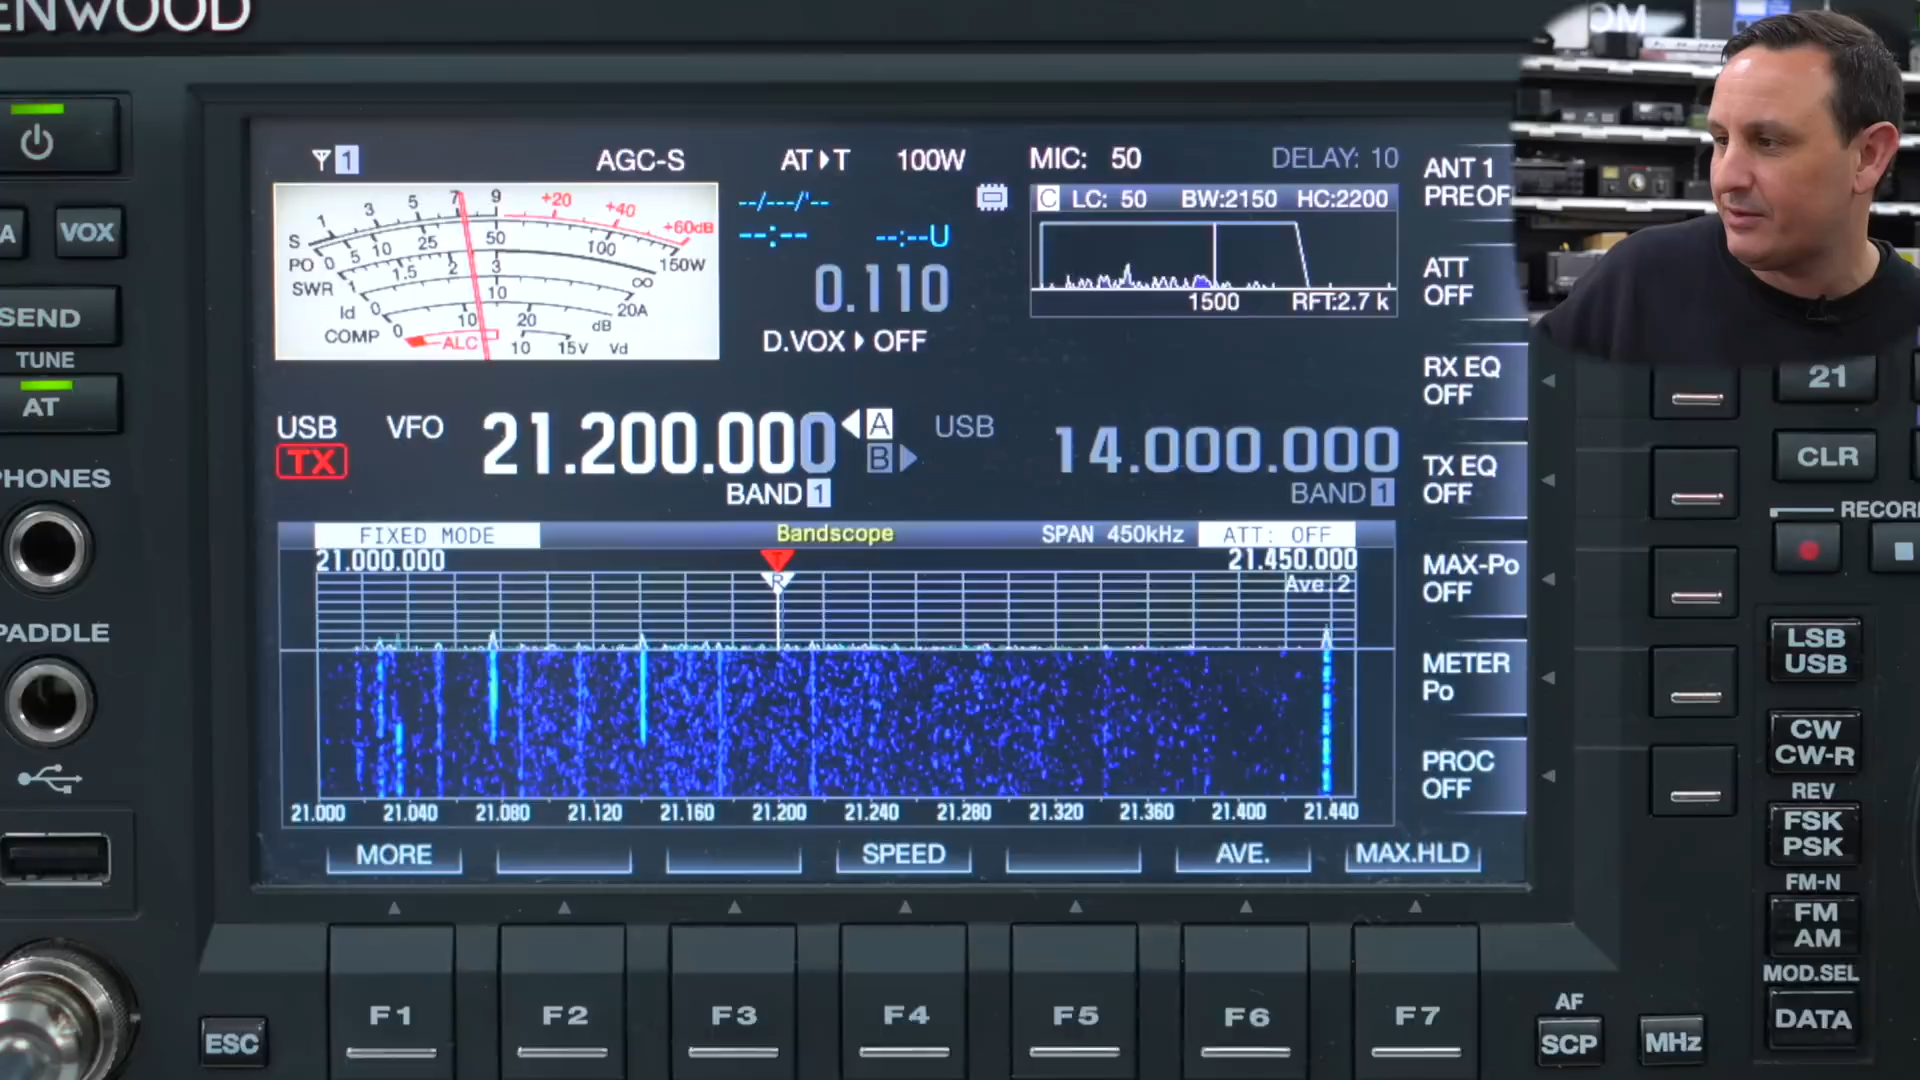 KENWOOD
OM
1
AGC-S
AT▸T
100W
MIC: 50
DELAY: 10
ANT 1
PRE OF
S 1 3 5 7 9 +20 +40 +60dB
PO 0 5 10 25 50 100 150W
SWR 1 1.5 2 3 ∞
Id 0 10 20A
COMP 0 10 20 dB
ALC 10 15V Vd
--/---/'--
--:-- --:--U
0.110
D.VOX ▸ OFF
C LC: 50 BW:2150 HC:2200
1500 RFT:2.7 k
ATT
OFF
RX EQ
OFF
TX EQ
OFF
MAX-Po
OFF
METER
Po
PROC
OFF
USB
TX
VFO
21.200.000
A
B
BAND 1
USB
14.000.000
BAND 1
FIXED MODE
Bandscope
SPAN 450kHz
ATT: OFF
21.000.000
21.450.000
Ave 2
T
R
21.000 21.040 21.080 21.120 21.160 21.200 21.240 21.280 21.320 21.360 21.400 21.440
MORE
SPEED
AVE.
MAX.HLD
F1 F2 F3 F4 F5 F6 F7
A
VOX
SEND
TUNE
AT
PHONES
PADDLE
ESC
21
CLR
RECOR
LSB
USB
CW
CW-R
REV
FSK
PSK
FM-N
FM
AM
MOD.SEL
DATA
AF
SCP
MHz